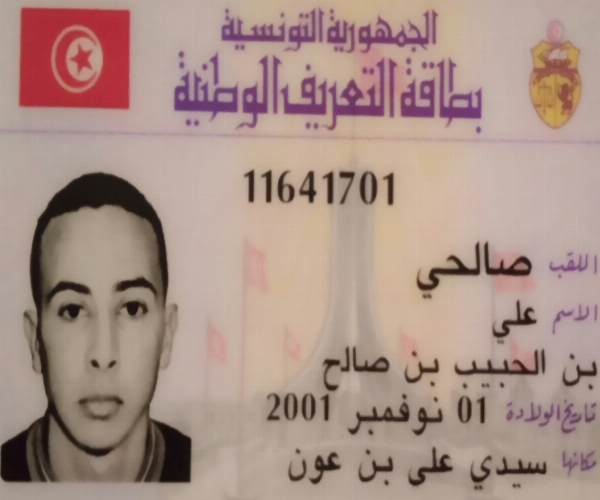 الجمهورية التونسية
بطاقة التعريف الوطنية
11641701
اللقب صالحي
الاسم علي
بن الحبيب بن صالح
تاريخ الولادة 01 نوفمبر 2001
مكانها سيدي على بن عون